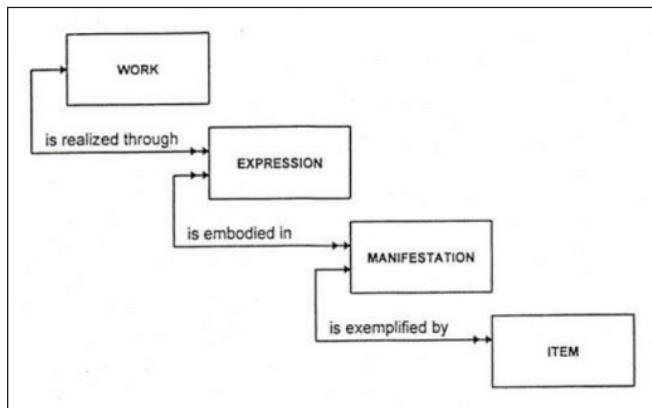 WORK
is realized through
EXPRESSION
is embodied in
MANIFESTATION
is exemplified by
ITEM